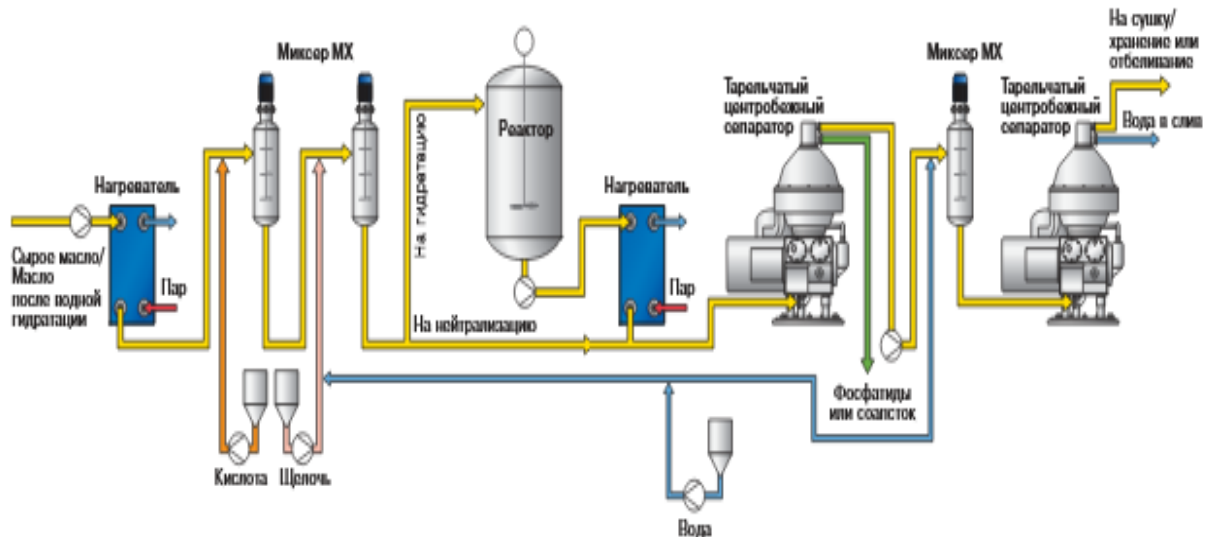 На сушку/
хранение или
отбеливание
Миксер МХ
Миксер МХ
Тарельчатый
центробежный
сепаратор
Тарельчатый
центробежный
сепаратор
Реактор
Вода в слив
На гидратацию
Нагреватель
Нагреватель
Сырое масло/
Масло
после водной
гидратации
Пар
Пар
На нейтрализацию
Фосфатиды
или соапсток
Кислота
Щелочь
Вода